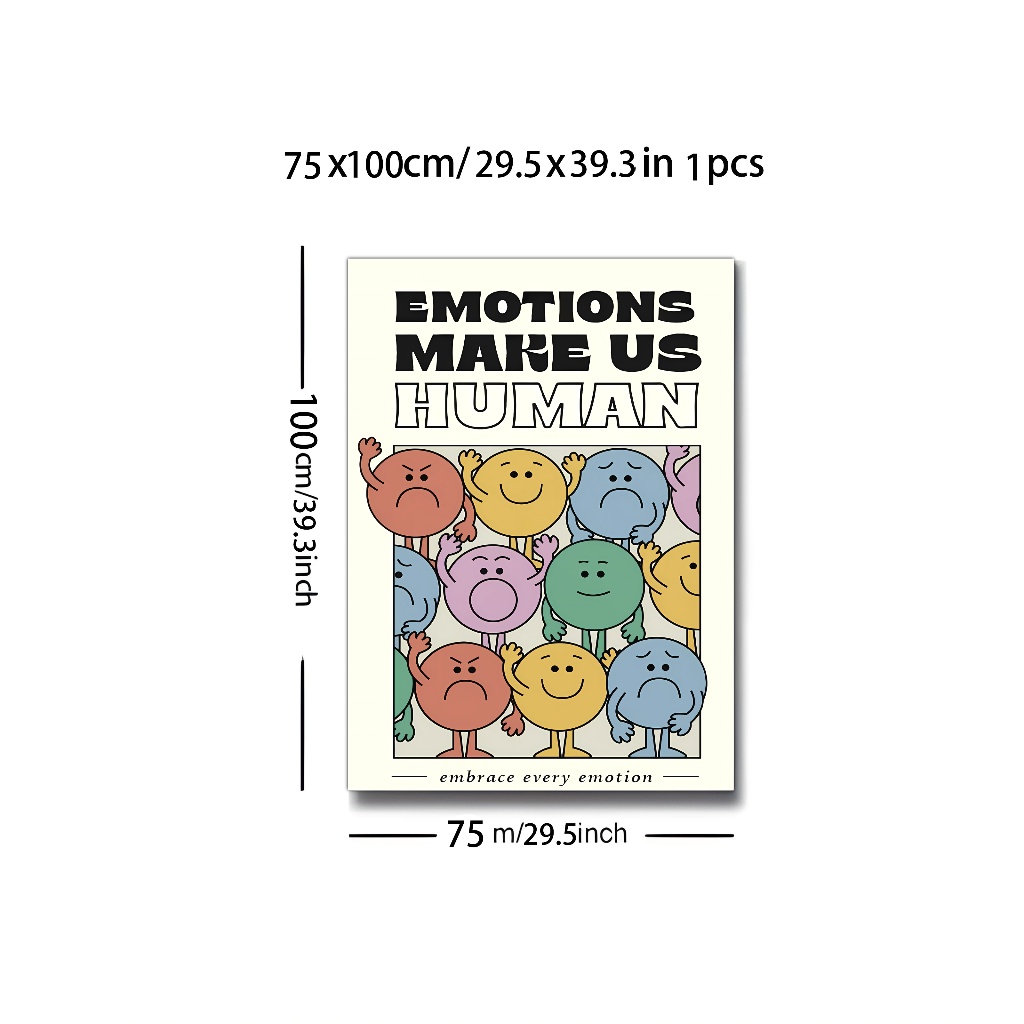 75x100cm/ 29.5x39.3in 1pcs
EMOTIONS
MAKE US
HUMAN
embrace every emotion
100cm/39.3inch
75 m/29.5inch